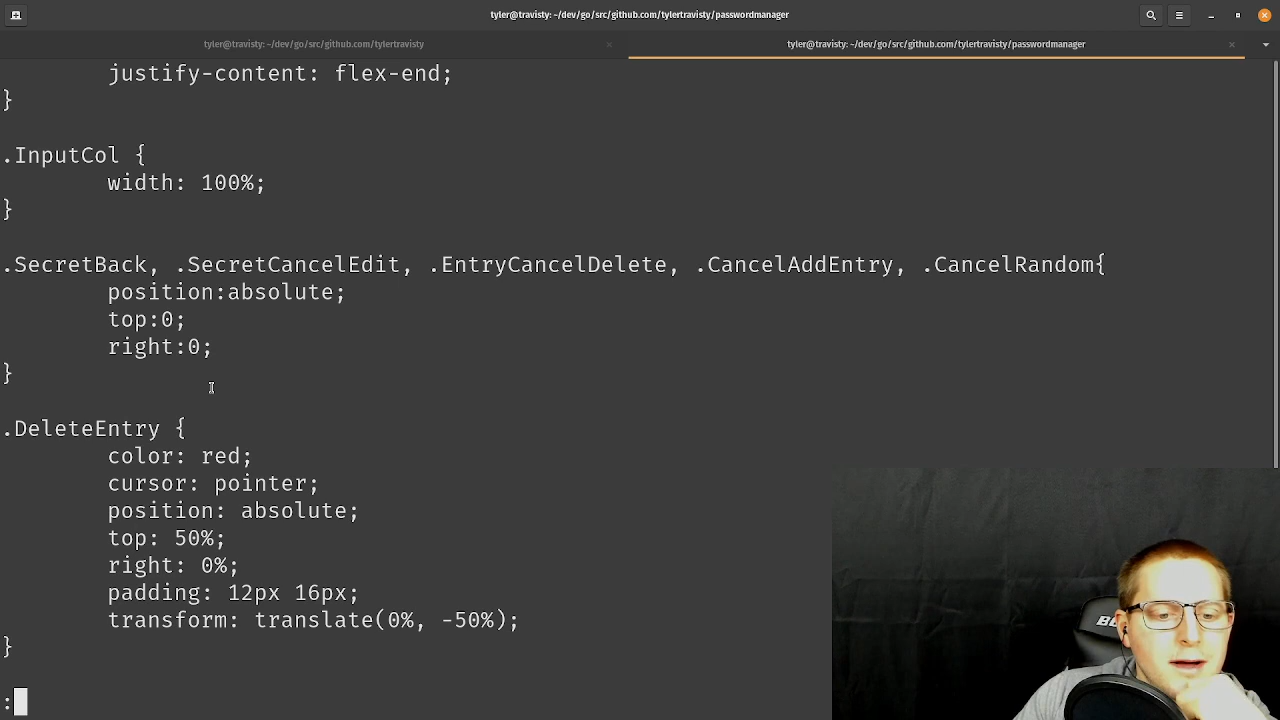 tyler@travisty: ~/dev/go/src/github.com/tylertravisty/passwordmanager
tyler@travisty: ~/dev/go/src/github.com/tylertravisty
tyler@travisty: ~/dev/go/src/github.com/tylertravisty/passwordmanager
justify-content: flex-end;
}
.InputCol {
width: 100%;
}
.SecretBack, .SecretCancelEdit, .EntryCancelDelete, .CancelAddEntry, .CancelRandom{
position:absolute;
top:0;
right:0;
}
.DeleteEntry {
color: red;
cursor: pointer;
position: absolute;
top: 50%;
right: 0%;
padding: 12px 16px;
transform: translate(0%, -50%);
}
: